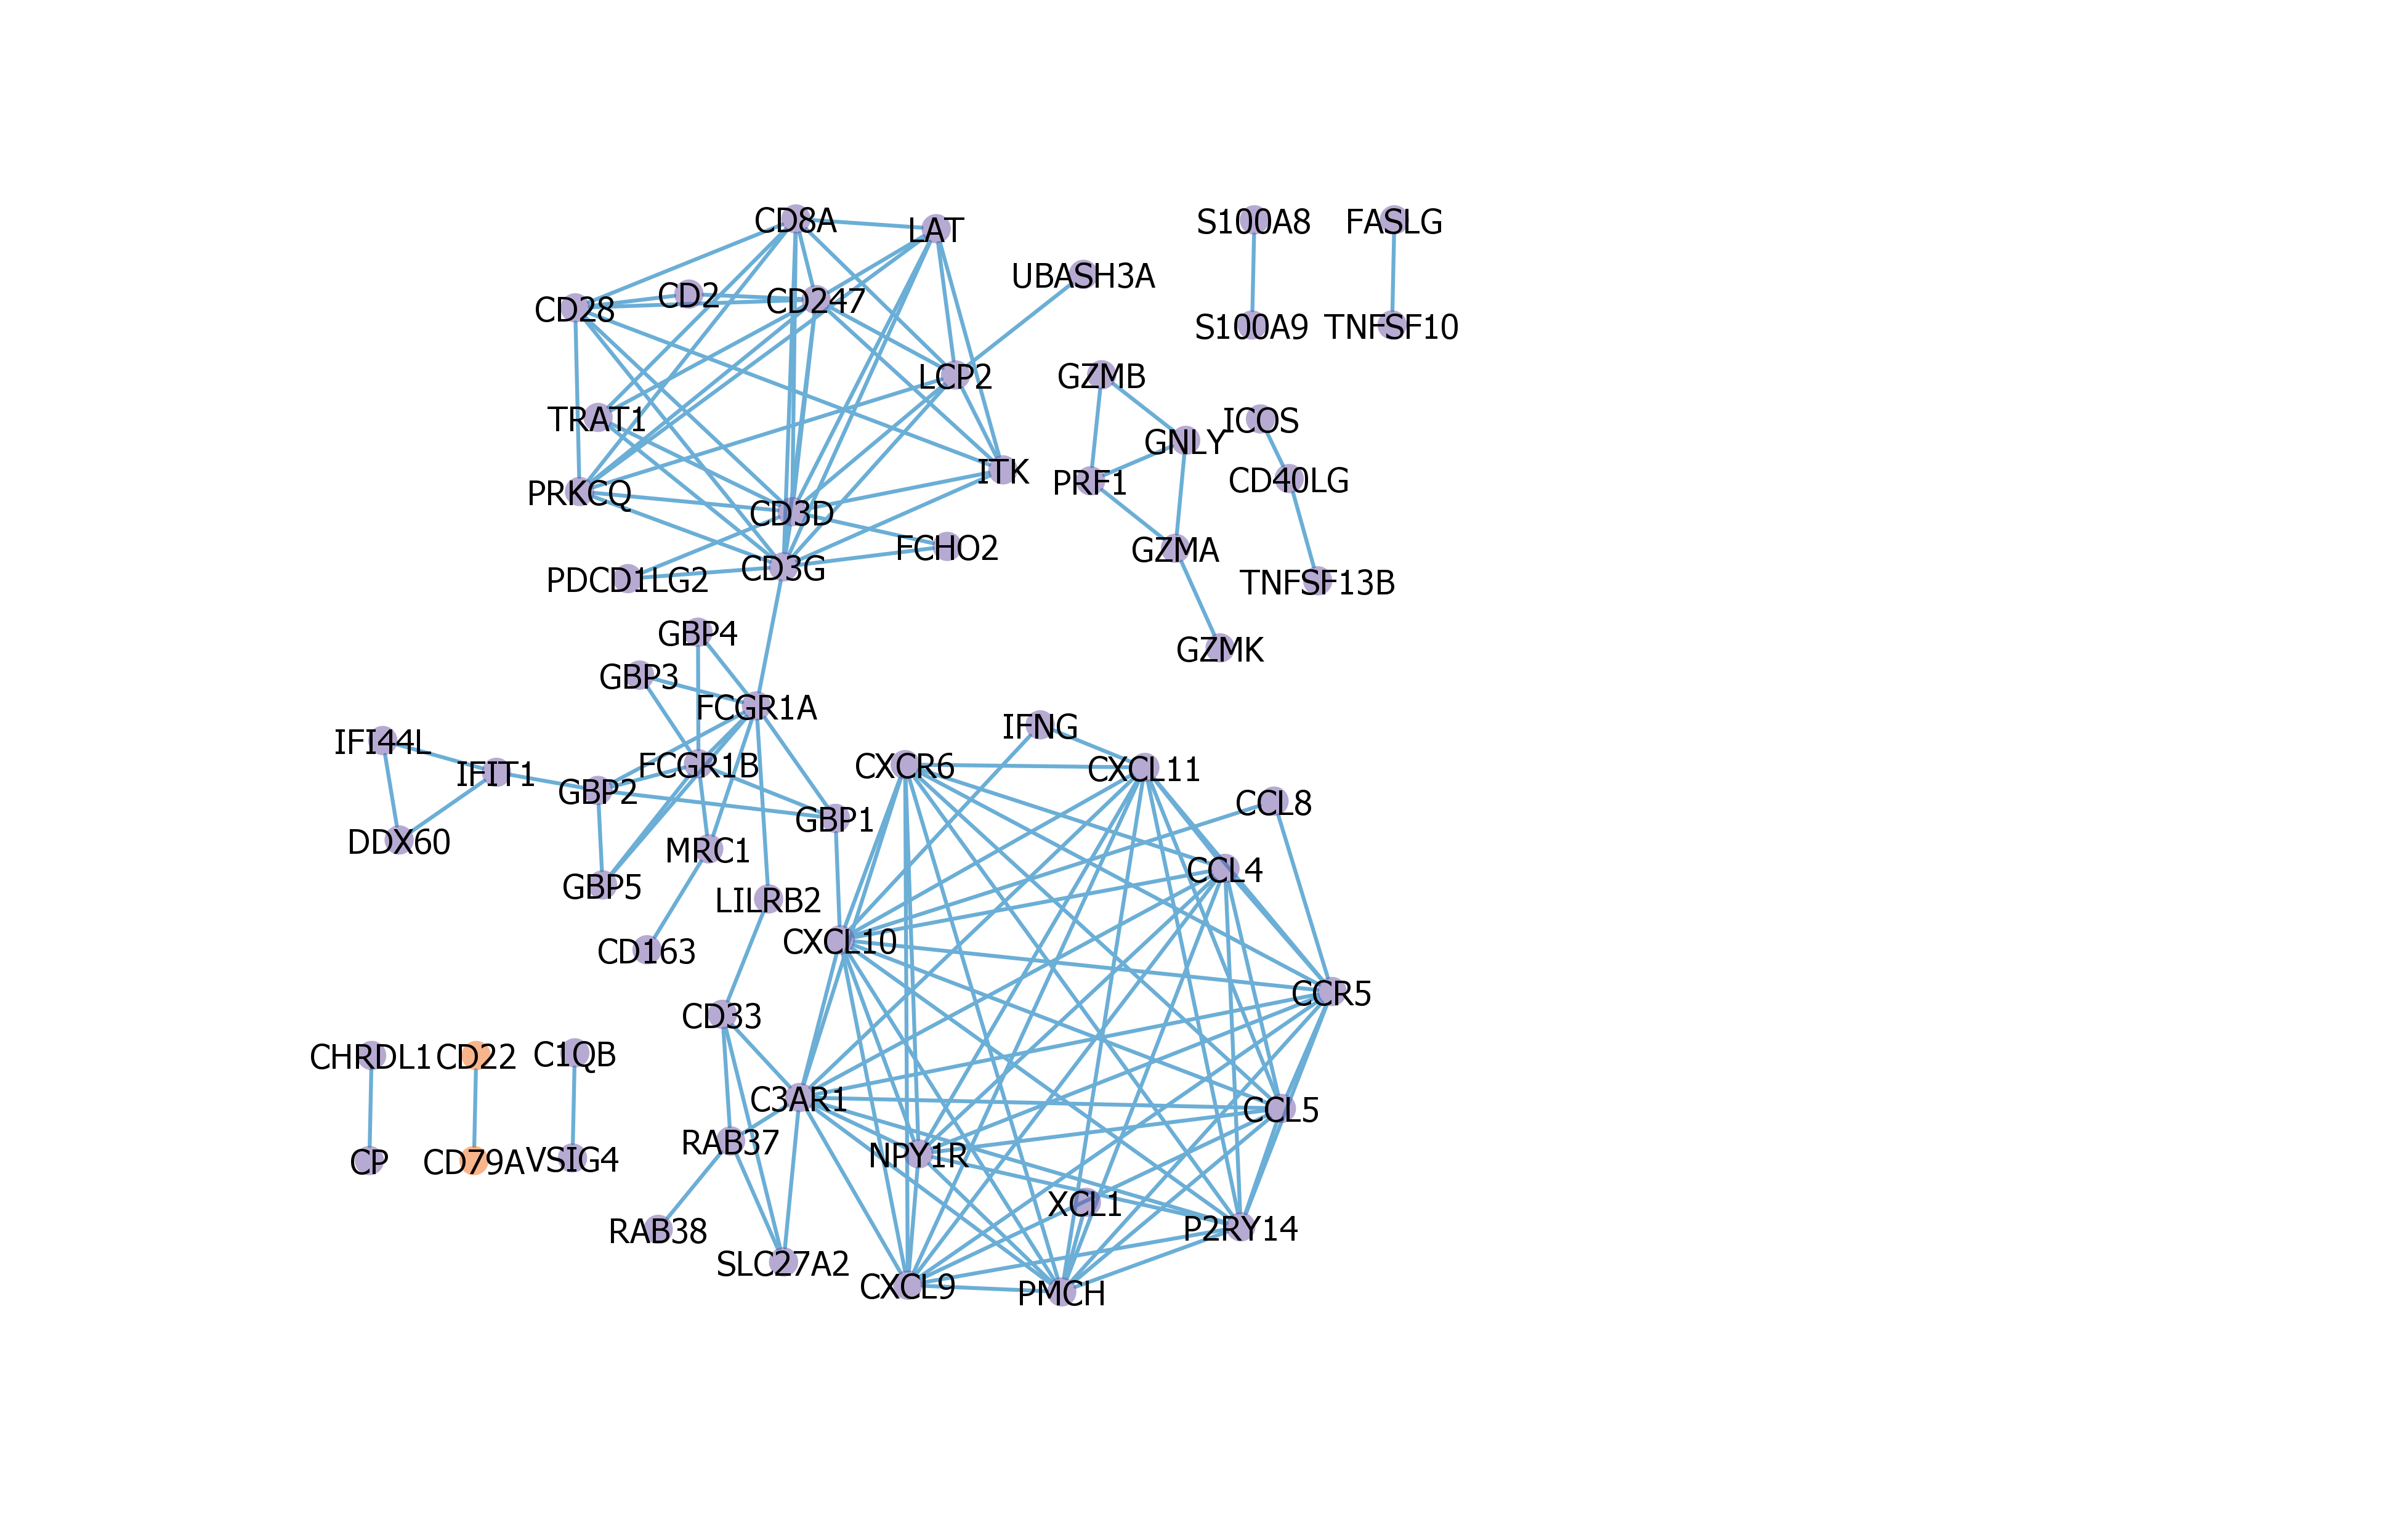 CD8A
LAT
S100A8
FASLG
UBASH3A
CD28
CD2
CD247
S100A9
TNFSF10
LCP2
GZMB
TRAT1
ICOS
GNLY
ITK
PRF1
CD40LG
PRKCQ
CD3D
FCHO2
GZMA
CD3G
PDCD1LG2
TNFSF13B
GBP4
GZMK
GBP3
FCGR1A
IFNG
IFI44L
IFIT1
FCGR1B
CXCR6
CXCL11
GBP2
CCL8
GBP1
DDX60
MRC1
CCL4
GBP5
LILRB2
CXCL10
CD163
CCR5
CD33
CHRDL1
CD22
C1QB
C3AR1
CCL5
RAB37
NPY1R
CP
CD79A
VSIG4
XCL1
RAB38
P2RY14
SLC27A2
CXCL9
PMCH